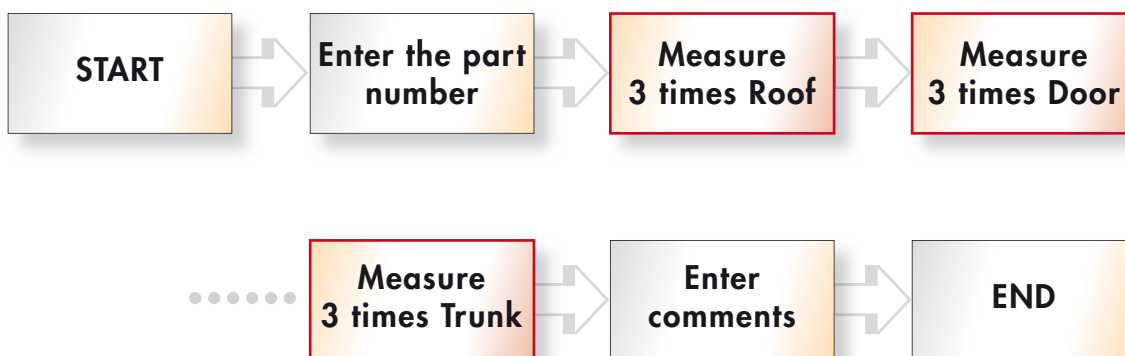 START
Enter the part
number
Measure
3 times Roof
Measure
3 times Door
Measure
3 times Trunk
Enter
comments
END